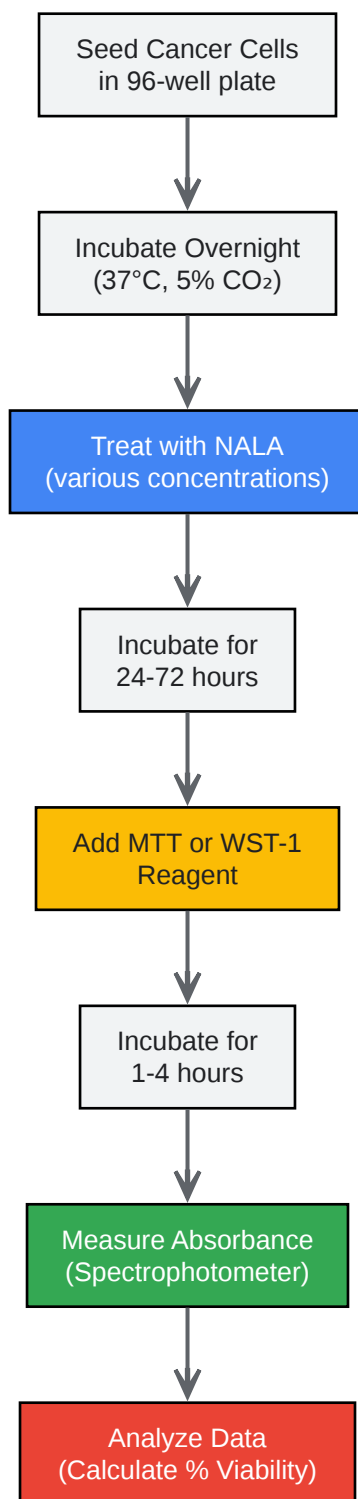 Seed Cancer Cells
in 96-well plate
Incubate Overnight
(37°C, 5% CO₂)
Treat with NALA
(various concentrations)
Incubate for
24-72 hours
Add MTT or WST-1
Reagent
Incubate for
1-4 hours
Measure Absorbance
(Spectrophotometer)
Analyze Data
(Calculate % Viability)